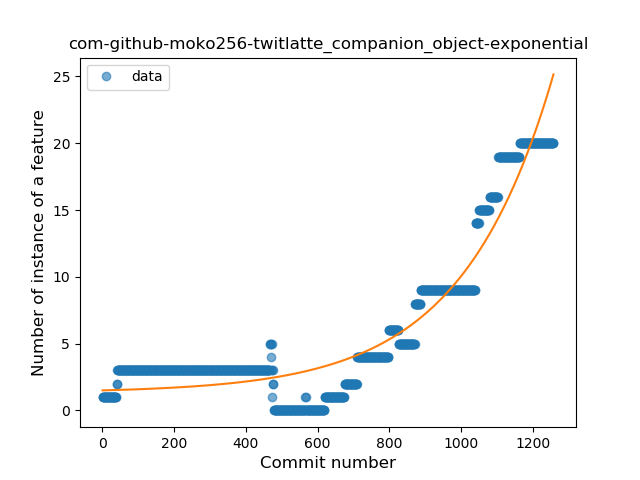 com-github-moko256-twitlatte_companion_object-exponential
data
Number of instance of a feature
25
20
15
10
5
0
0 200 400 600 800 1000 1200
Commit number